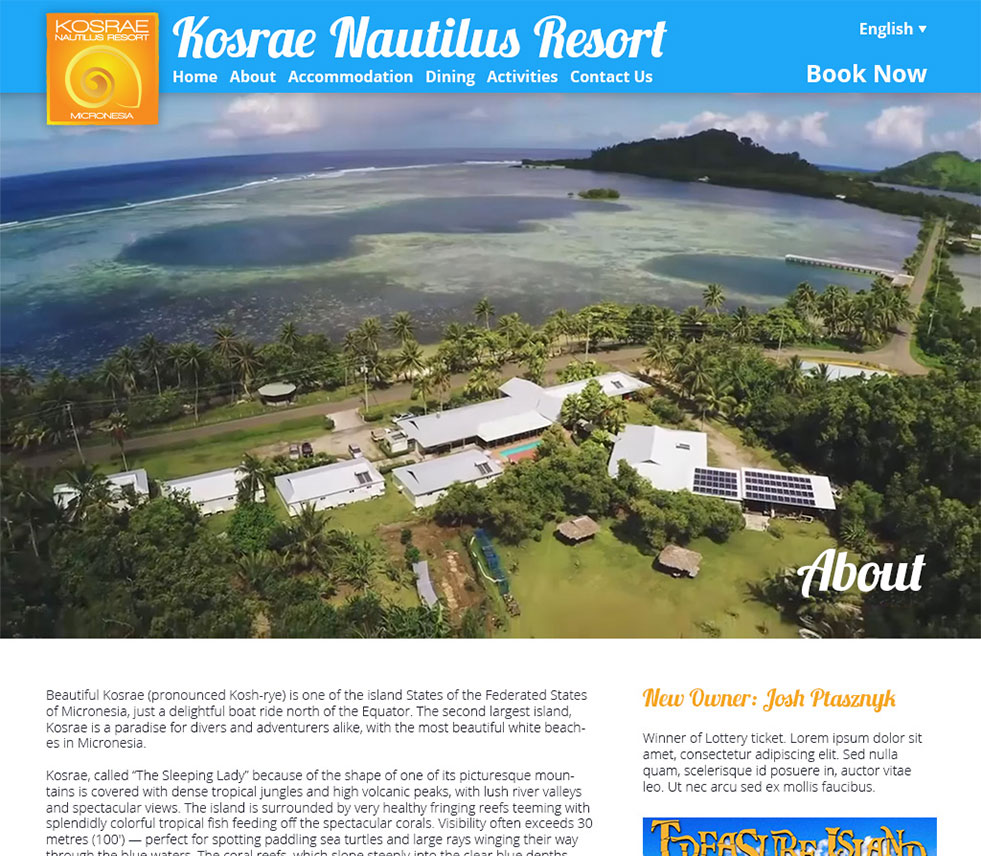 KOSRAE
NAUTILUS RESORT
MICRONESIA
Kosrae Nautilus Resort
English
Home About Accommodation Dining Activities Contact Us
Book Now
About
Beautiful Kosrae (pronounced Kosh-rye) is one of the island States of the Federated States
of Micronesia, just a delightful boat ride north of the Equator. The second largest island,
Kosrae is a paradise for divers and adventurers alike, with the most beautiful white beach-
es in Micronesia.
Kosrae, called “The Sleeping Lady” because of the shape of one of its picturesque moun-
tains is covered with dense tropical jungles and high volcanic peaks, with lush river valleys
and spectacular views. The island is surrounded by very healthy fringing reefs teeming with
splendidly colorful tropical fish feeding off the spectacular corals. Visibility often exceeds 30
metres (100') — perfect for spotting paddling sea turtles and large rays winging their way
through the blue waters. The coral reefs, which slope steeply into the clear blue depths
New Owner: Josh Ptasznyk
Winner of Lottery ticket. Lorem ipsum dolor sit
amet, consectetur adipiscing elit. Sed nulla
quam, scelerisque id posuere in, auctor vitae
leo. Ut nec arcu sed ex mollis faucibus.
TREASURE ISLAND